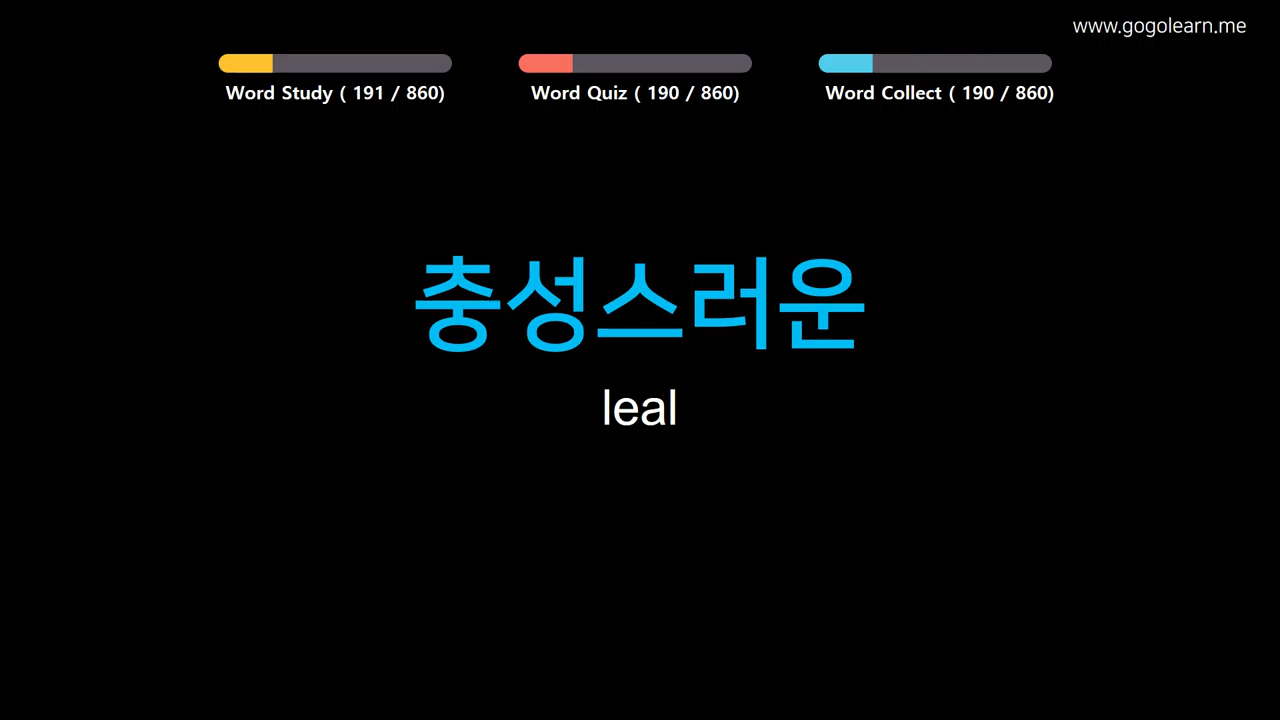 www.gogolearn.me
Word Study ( 191 / 860)
Word Quiz ( 190 / 860)
Word Collect ( 190 / 860)
충성스러운
leal